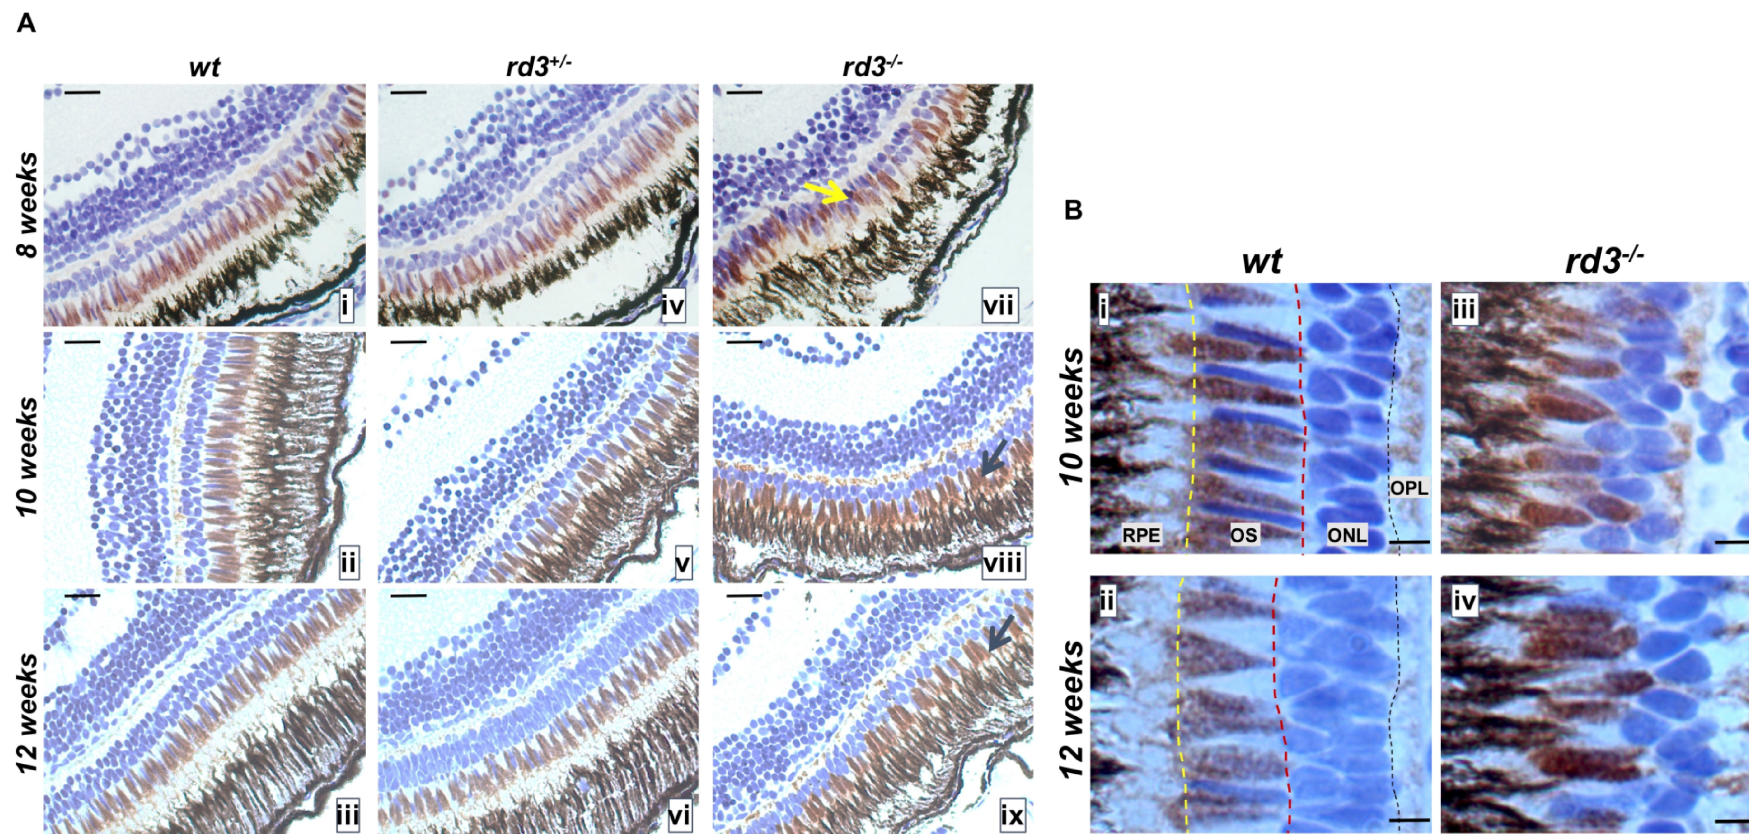 A
wt
rd3+/-
rd3-/-
8 weeks
i
iv
vii
10 weeks
ii
v
viii
12 weeks
iii
vi
ix
B
wt
rd3-/-
10 weeks
i
RPE
OS
ONL
OPL
iii
12 weeks
ii
iv